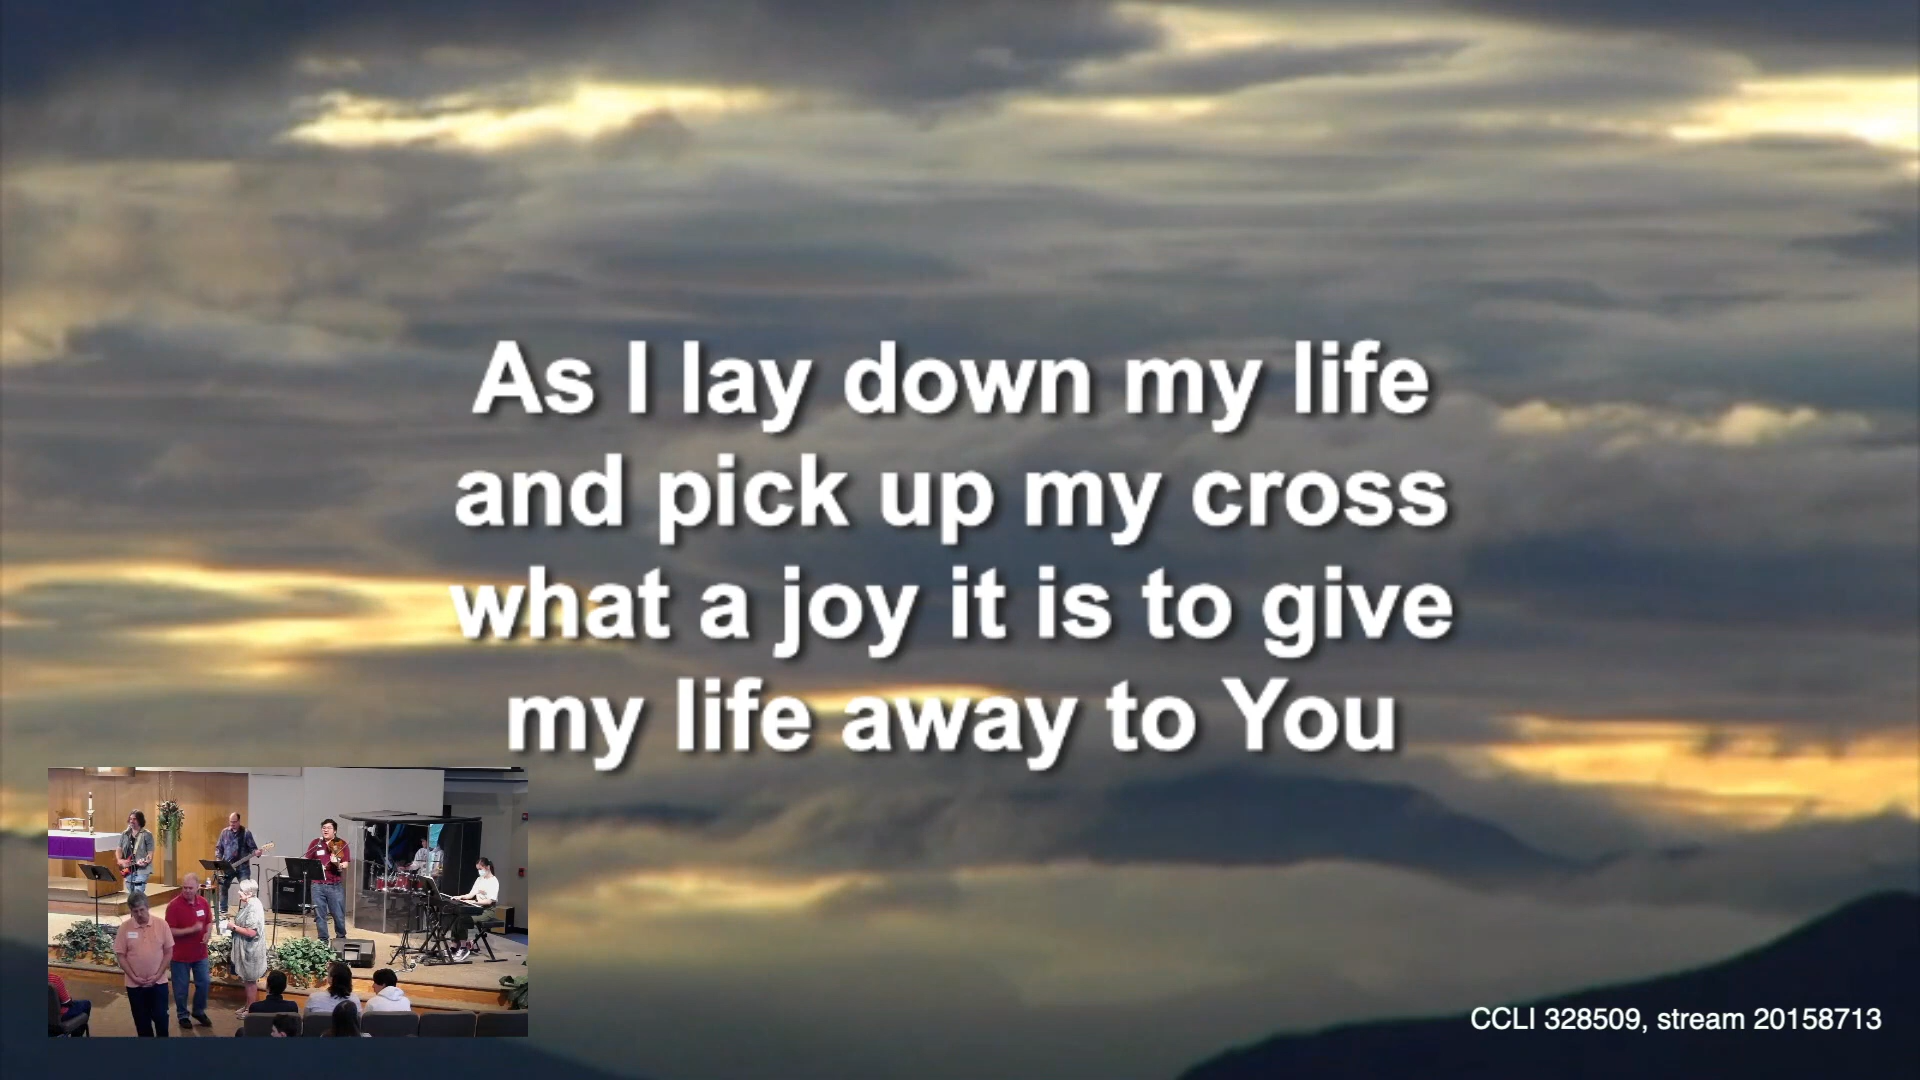 As I lay down my life
and pick up my cross
what a joy it is to give
my life away to You
CCLI 328509, stream 20158713